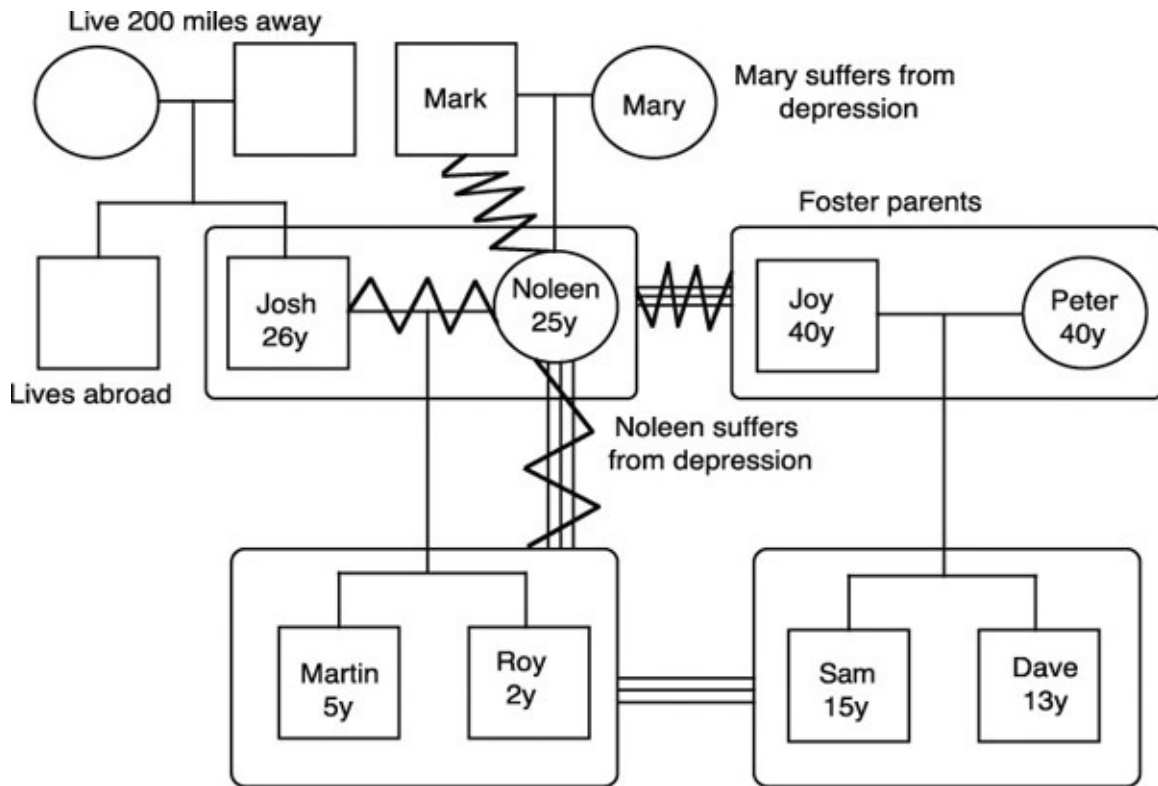 Live 200 miles away
Mark
Mary
Mary suffers from
depression
Foster parents
Josh
26y
Noleen
25y
Joy
40y
Peter
40y
Lives abroad
Noleen suffers
from depression
Martin
5y
Roy
2y
Sam
15y
Dave
13y